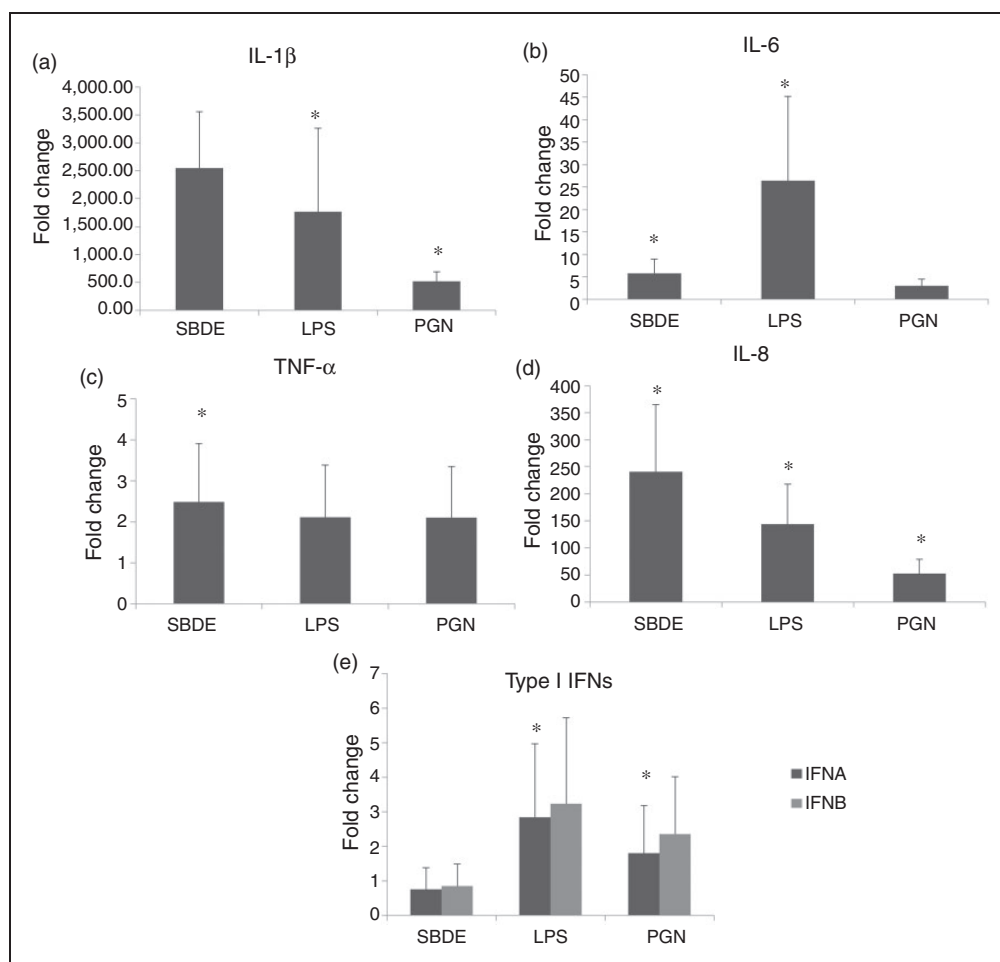 (a)
IL-1β
Fold change
4,000.00
3,500.00
3,000.00
2,500.00
2,000.00
1,500.00
1,000.00
500.00
0.00
*
*
SBDE LPS PGN
(b)
IL-6
Fold change
50
45
40
35
30
25
20
15
10
5
0
*
*
SBDE LPS PGN
(c)
TNF-α
Fold change
5
4
3
2
1
0
*
SBDE LPS PGN
(d)
IL-8
Fold change
400
350
300
250
200
150
100
50
0
*
*
*
SBDE LPS PGN
(e)
Type I IFNs
Fold change
7
6
5
4
3
2
1
0
*
*
SBDE LPS PGN
IFNA
IFNB